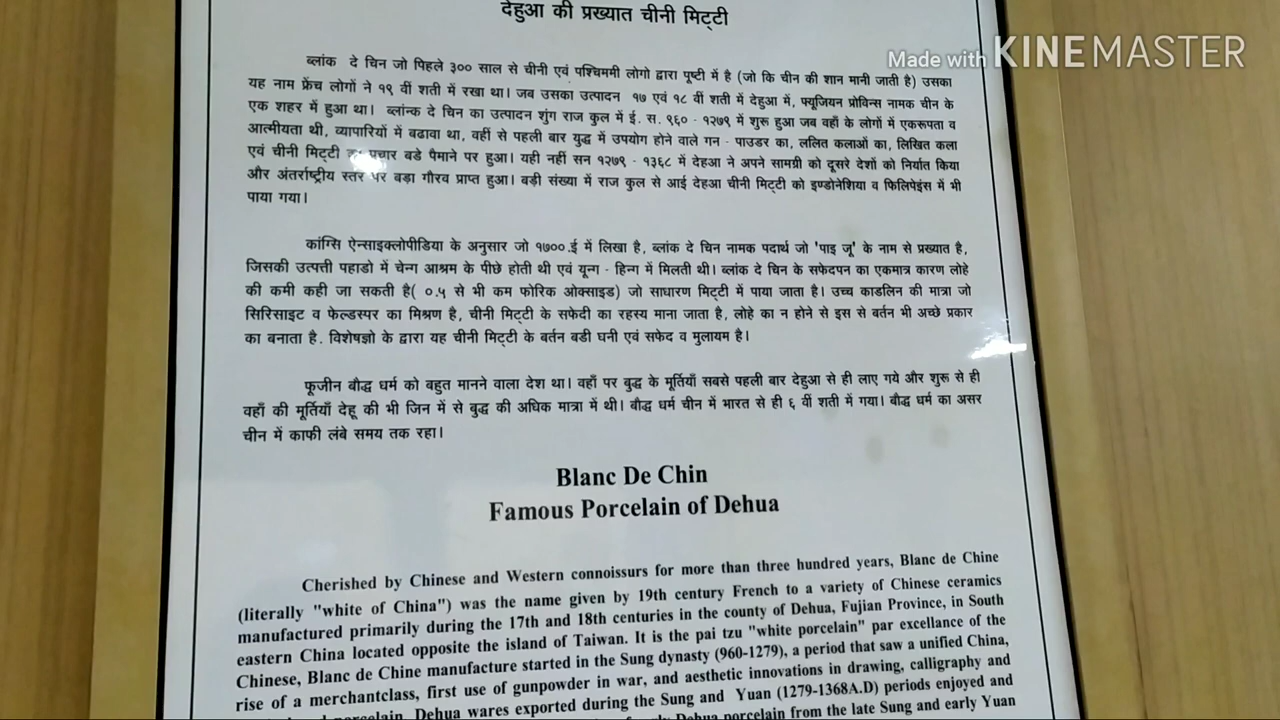 देहुआ की प्रख्यात चीनी मिट्टी
Made with KINEMASTER
ब्लांक दे चिन जो पिहले ३०० साल से चीनी एवं पश्चिममी लोगो द्वारा पूष्टी में है (जो कि चीन की शान मानी जाती है) उसका
यह नाम फ्रेंच लोगों ने १९ वीं शती में रखा था। जब उसका उत्पादन १७ एवं १८ वीं शती में देहुआ में, फ्यूजियन प्रोविन्स नामक चीन के
एक शहर में हुआ था। ब्लांन्क दे चिन का उत्पादन शुंग राज कुल में ई. स. ९६० - १२७९ में शुरू हुआ जब वहाँ के लोगों में एकरूपता व
आत्मीयता थी, व्यापारियों में बढावा था, वहीं से पहली बार युद्ध में उपयोग होने वाले गन - पाउडर का, ललित कलाओं का, लिखित कला
एवं चीनी मिट्टी का प्रचार बडे पैमाने पर हुआ। यही नहीं सन १२७९ - १३६८ में देहआ ने अपने सामग्री को दूसरे देशों को निर्यात किया
और अंतर्राष्ट्रीय स्तर पर बड़ा गौरव प्राप्त हुआ। बड़ी संख्या में राज कुल से आई देहआ चीनी मिट्टी को इण्डोनेशिया व फिलिपेइंस में भी
पाया गया।
कांग्सि ऐन्साइक्लोपीडिया के अनुसार जो १७००.ई में लिखा है, ब्लांक दे चिन नामक पदार्थ जो 'पाइ जू' के नाम से प्रख्यात है,
जिसकी उत्पत्ती पहाडो में चेन्ग आश्रम के पीछे होती थी एवं यून्ग - हिन्ग में मिलती थी। ब्लांक दे चिन के सफेदपन का एकमात्र कारण लोहे
की कमी कही जा सकती है( ०.५ से भी कम फोरिक ओक्साइड) जो साधारण मिट्टी में पाया जाता है। उच्च काडलिन की मात्रा जो
सिरिसाइट व फेल्डस्पर का मिश्रण है, चीनी मिट्टी के सफेदी का रहस्य माना जाता है, लोहे का न होने से इस से बर्तन भी अच्छे प्रकार
का बनाता है. विशेषज्ञो के द्वारा यह चीनी मिट्टी के बर्तन बडी घनी एवं सफेद व मुलायम है।
फूजीन बौद्ध धर्म को बहुत मानने वाला देश था। वहाँ पर बुद्ध के मूर्तियाँ सबसे पहली बार देहुआ से ही लाए गये और शुरू से ही
वहाँ की मूर्तियाँ देहू की भी जिन में से बुद्ध की अधिक मात्रा में थी। बौद्ध धर्म चीन में भारत से ही ६ वीं शती में गया। बौद्ध धर्म का असर
चीन में काफी लंबे समय तक रहा।
Blanc De Chin
Famous Porcelain of Dehua
Cherished by Chinese and Western connoissurs for more than three hundred years, Blanc de Chine
(literally "white of China") was the name given by 19th century French to a variety of Chinese ceramics
manufactured primarily during the 17th and 18th centuries in the county of Dehua, Fujian Province, in South
eastern China located opposite the island of Taiwan. It is the pai tzu "white porcelain" par excellance of the
Chinese, Blanc de Chine manufacture started in the Sung dynasty (960-1279), a period that saw a unified China,
rise of a merchantclass, first use of gunpowder in war, and aesthetic innovations in drawing, calligraphy and
porcelain. Dehua wares exported during the Sung and Yuan (1279-1368A.D) periods enjoyed and
Dehua porcelain from the late Sung and early Yuan